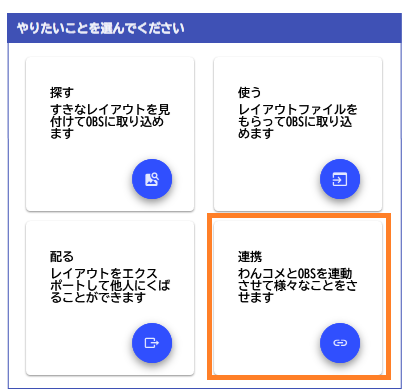 やりたいことを選んでください
探す
すきなレイアウトを見
付けてOBSに取り込め
ます
使う
レイアウトファイルを
もらってOBSに取り込
めます
配る
レイアウトをエクス
ポートして他人にくば
ることができます
連携
わんコメとOBSを連動
させて様々なことをさ
せます